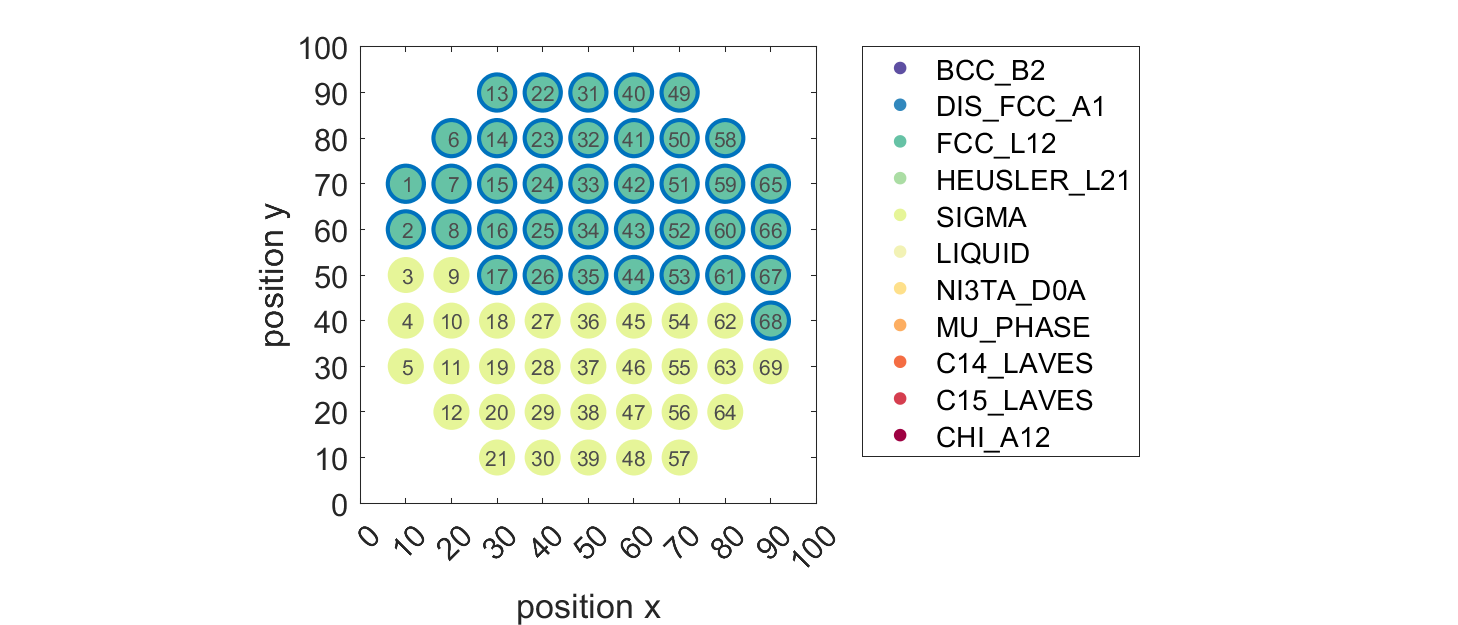 100
90
80
70
60
50
40
30
20
10
0
position y
13 22 31 40 49
6 14 23 32 41 50 58
1 7 15 24 33 42 51 59 65
2 8 16 25 34 43 52 60 66
3 9 17 26 35 44 53 61 67
4 10 18 27 36 45 54 62 68
5 11 19 28 37 46 55 63 69
12 20 29 38 47 56 64
21 30 39 48 57
0 10 20 30 40 50 60 70 80 90 100
position x
BCC_B2
DIS_FCC_A1
FCC_L12
HEUSLER_L21
SIGMA
LIQUID
NI3TA_D0A
MU_PHASE
C14_LAVES
C15_LAVES
CHI_A12